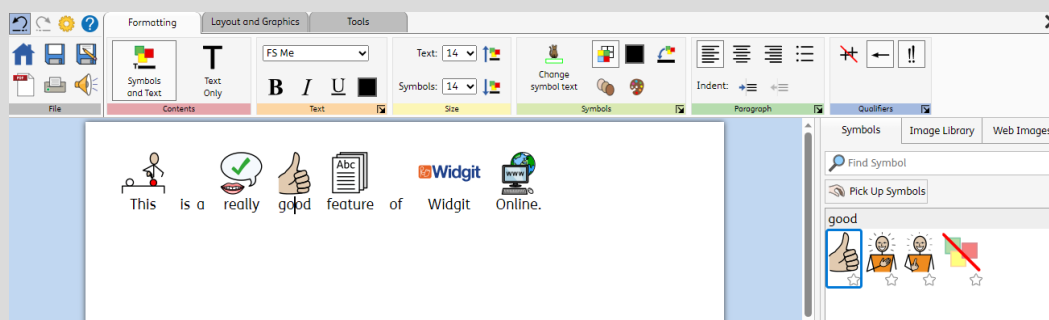 Formatting
Layout and Graphics
Tools
Symbols and Text
Text Only
FS Me
B I U
Text: 14
Symbols: 14
Change symbol text
Indent:
PDF
File
Contents
Text
Size
Symbols
Paragraph
Qualifiers
Symbols
Image Library
Web Images
Find Symbol
Pick Up Symbols
good
Abc
Widgit
www
This is a really good feature of Widgit Online.